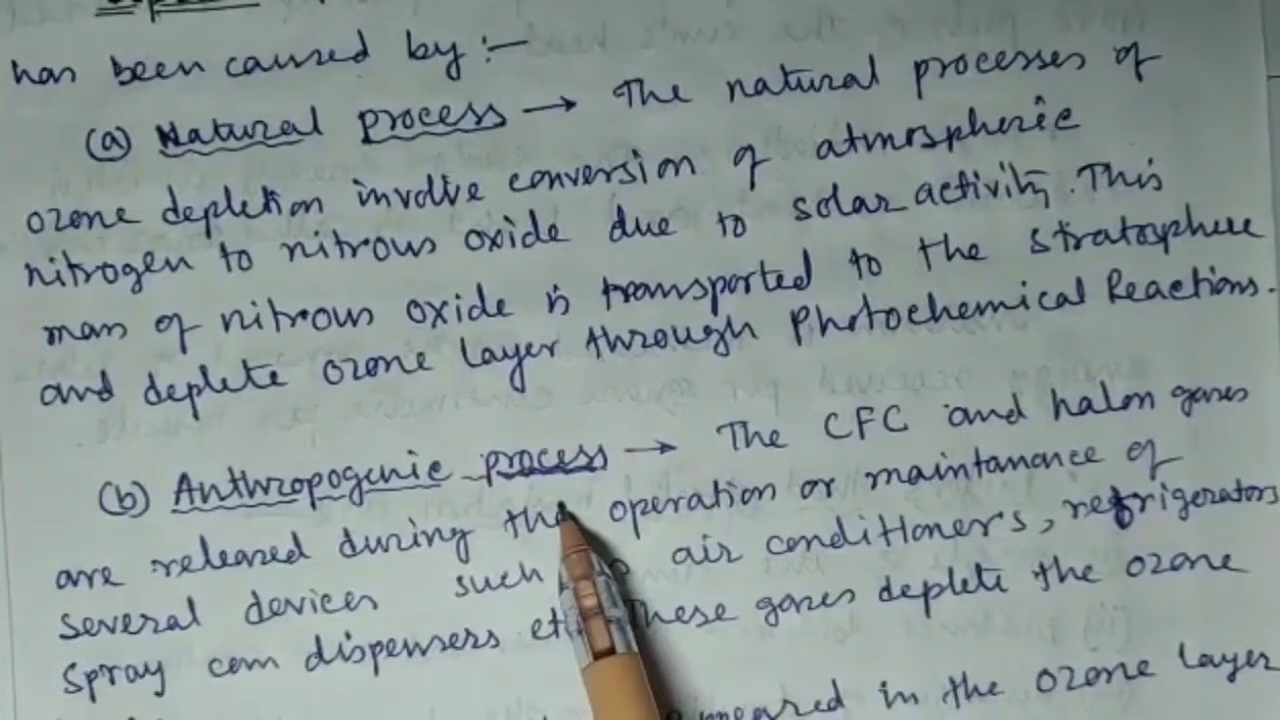 has been caused by :-
(a) Natural process → The natural processes of
ozone depletion involve conversion of atmospheric
nitrogen to nitrous oxide due to solar activity. This
mass of nitrous oxide is transported to the stratosphere
and deplete ozone layer through Photochemical Reactions.
(b) Anthropogenic process → The CFC and halon gases
are released during the operation or maintanance of
several devices such air conditioner's, refrigerators
spray can dispensers etc. These gases deplete the ozone
in the ozone layer